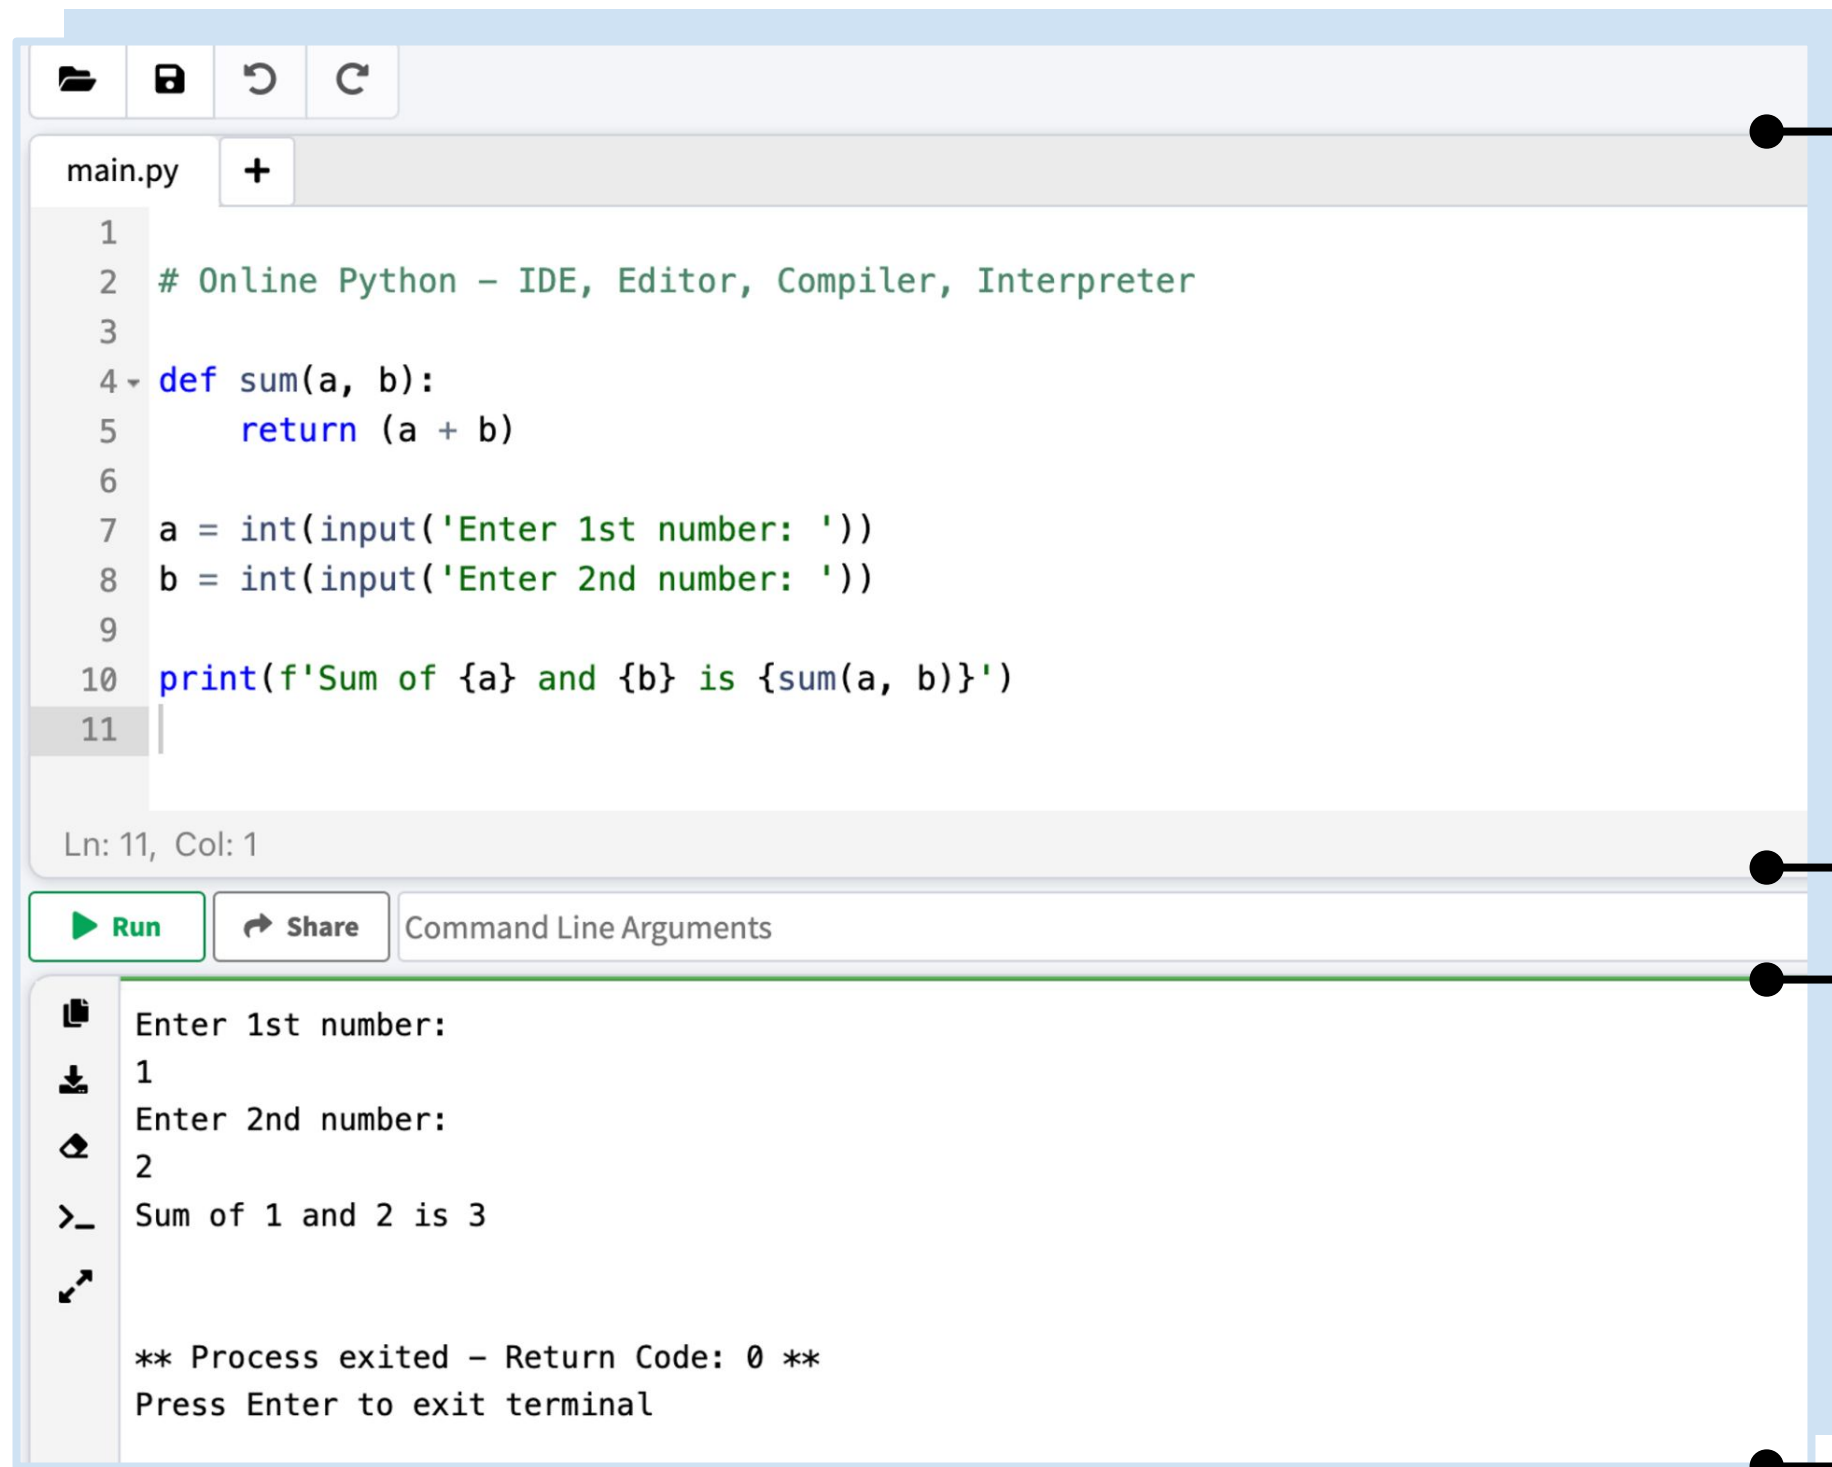 main.py +
1
2 # Online Python – IDE, Editor, Compiler, Interpreter
3
4 def sum(a, b):
5     return (a + b)
6
7 a = int(input('Enter 1st number: '))
8 b = int(input('Enter 2nd number: '))
9
10 print(f'Sum of {a} and {b} is {sum(a, b)}')
11
Ln: 11, Col: 1
Run Share Command Line Arguments
Enter 1st number:
1
Enter 2nd number:
2
Sum of 1 and 2 is 3
** Process exited – Return Code: 0 **
Press Enter to exit terminal